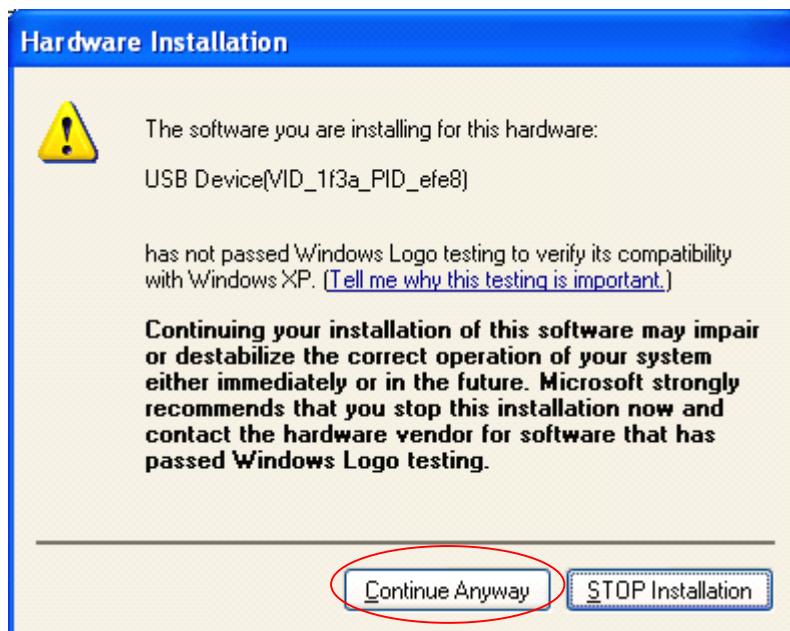 Hardware Installation
The software you are installing for this hardware:
USB Device(VID_1f3a_PID_efe8)
has not passed Windows Logo testing to verify its compatibility
with Windows XP. (Tell me why this testing is important.)
Continuing your installation of this software may impair
or destabilize the correct operation of your system
either immediately or in the future. Microsoft strongly
recommends that you stop this installation now and
contact the hardware vendor for software that has
passed Windows Logo testing.
Continue Anyway
STOP Installation